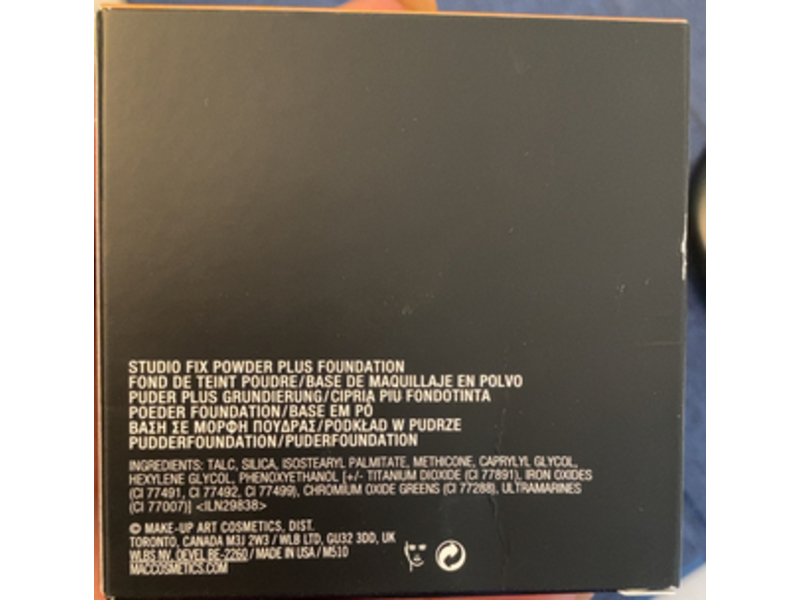 STUDIO FIX POWDER PLUS FOUNDATION
FOND DE TEINT POUDRE/BASE DE MAQUILLAJE EN POLVO
PUDER PLUS GRUNDIERUNG/CIPRIA PIU FONDOTINTA
POEDER FOUNDATION/BASE EM PÓ
ΒΑΣΗ ΣΕ ΜΟΡΦΗ ΠΟΥΔΡΑΣ/PODKŁAD W PUDRZE
PUDDERFOUNDATION/PUDERFOUNDATION
INGREDIENTS: TALC, SILICA, ISOSTEARYL PALMITATE, METHICONE, CAPRYLYL GLYCOL,
HEXYLENE GLYCOL, PHENOXYETHANOL [+/- TITANIUM DIOXIDE (CI 77891), IRON OXIDES
(CI 77491, CI 77492, CI 77499), CHROMIUM OXIDE GREENS (CI 77288), ULTRAMARINES
(CI 77007)] <ILN29838>
© MAKE-UP ART COSMETICS, DIST.
TORONTO, CANADA M3J 2W3 / WLB LTD, GU32 3DD, UK
WLBS NV, OEVEL BE-2260 / MADE IN USA / M510
MACCOSMETICS.COM